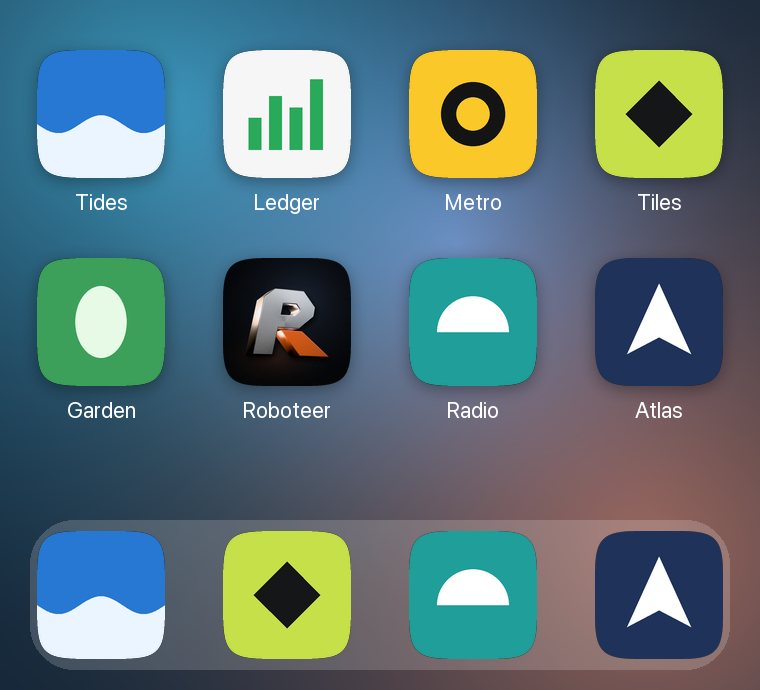 Tides
Ledger
Metro
Tiles
Garden
R
Roboteer
Radio
Atlas